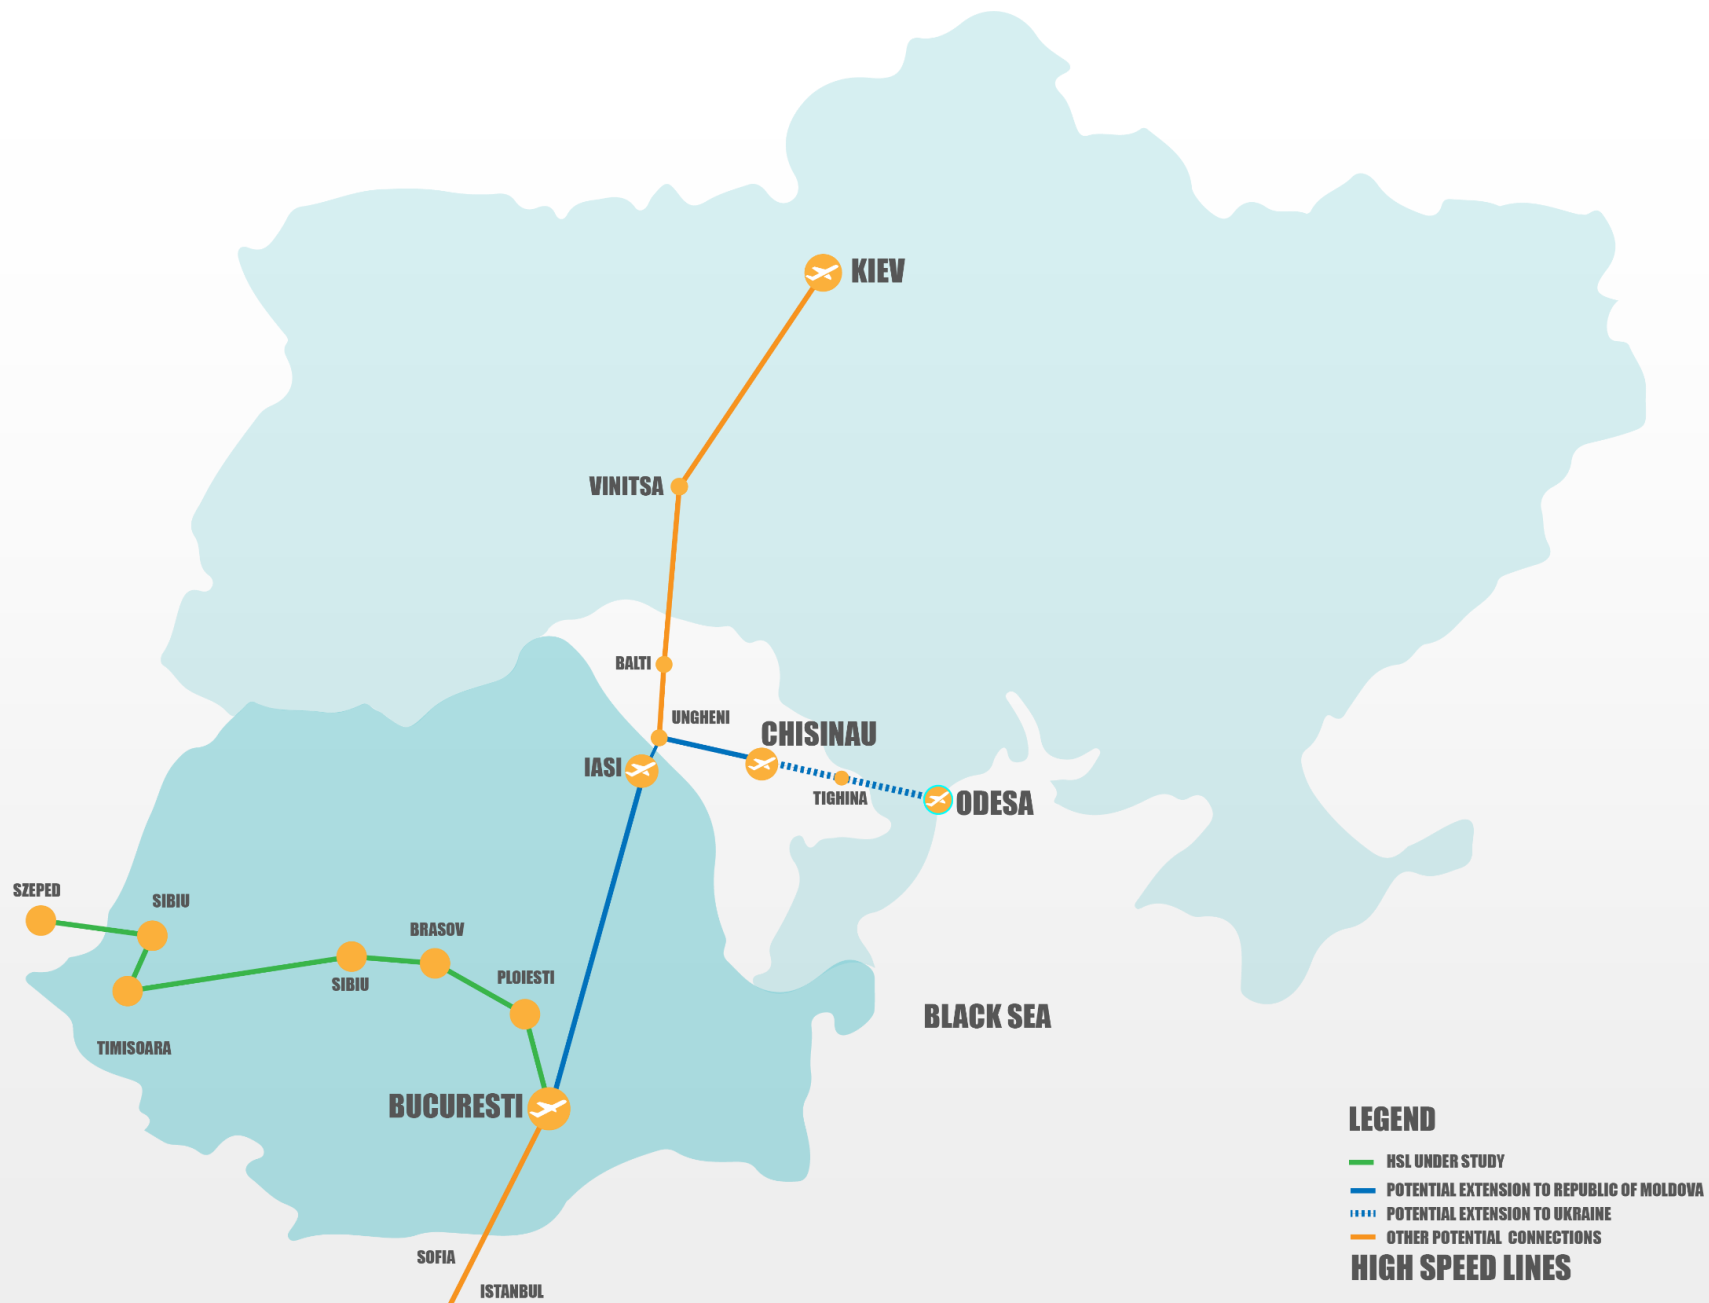 KIEV
VINITSA
BALTI
UNGHENI
CHISINAU
IASI
TIGHINA
ODESA
SZEPED
SIBIU
BRASOV
PLOIESTI
SIBIU
BLACK SEA
TIMISOARA
BUCURESTI
SOFIA
ISTANBUL
LEGEND
HSL UNDER STUDY
POTENTIAL EXTENSION TO REPUBLIC OF MOLDOVA
POTENTIAL EXTENSION TO UKRAINE
OTHER POTENTIAL CONNECTIONS
HIGH SPEED LINES